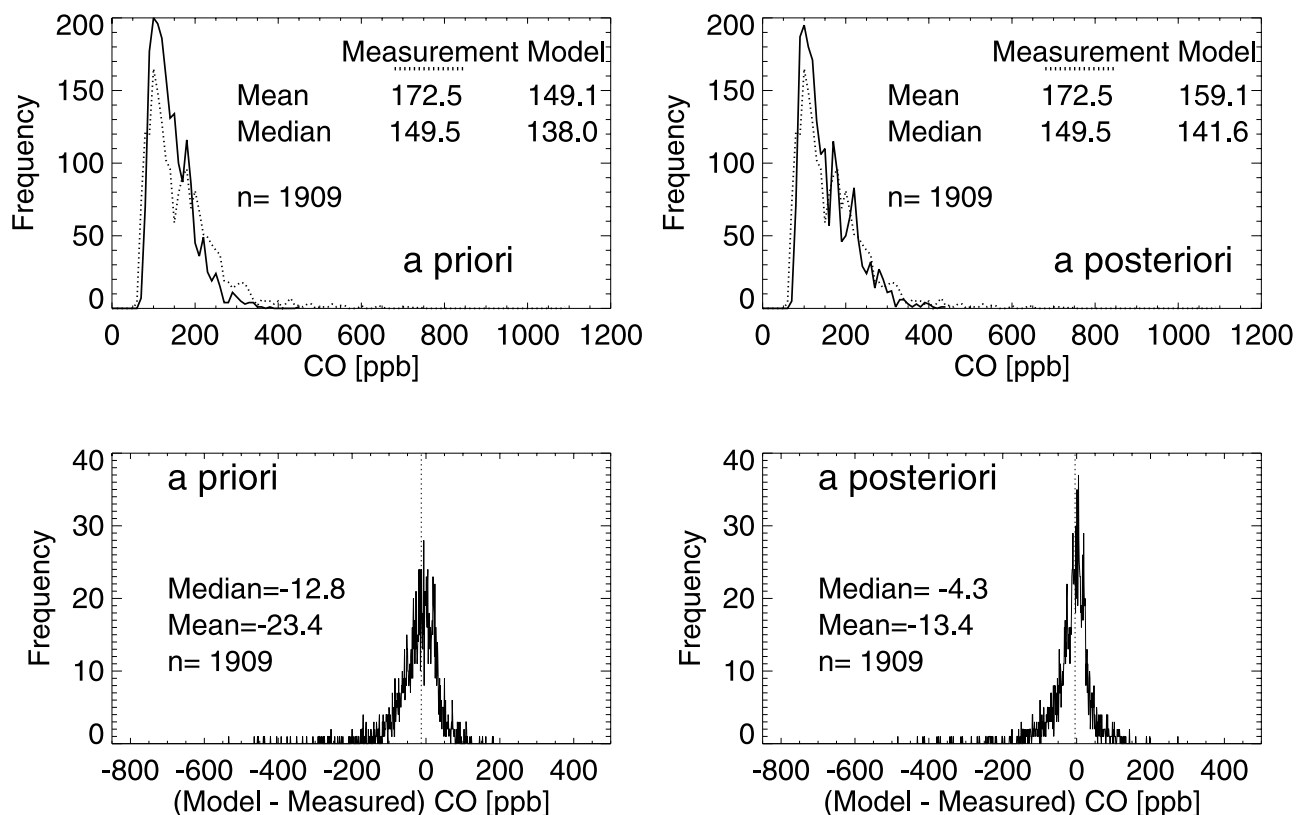 200
150
100
50
0
Frequency
Measurement Model
Mean 172.5 149.1
Median 149.5 138.0
n= 1909
a priori
0 200 400 600 800 1000 1200
CO [ppb]
200
150
100
50
0
Frequency
Measurement Model
Mean 172.5 159.1
Median 149.5 141.6
n= 1909
a posteriori
0 200 400 600 800 1000 1200
CO [ppb]
40
30
20
10
0
Frequency
a priori
Median=-12.8
Mean=-23.4
n= 1909
-800 -600 -400 -200 0 200 400
(Model - Measured) CO [ppb]
40
30
20
10
0
Frequency
a posteriori
Median= -4.3
Mean=-13.4
n= 1909
-800 -600 -400 -200 0 200 400
(Model - Measured) CO [ppb]